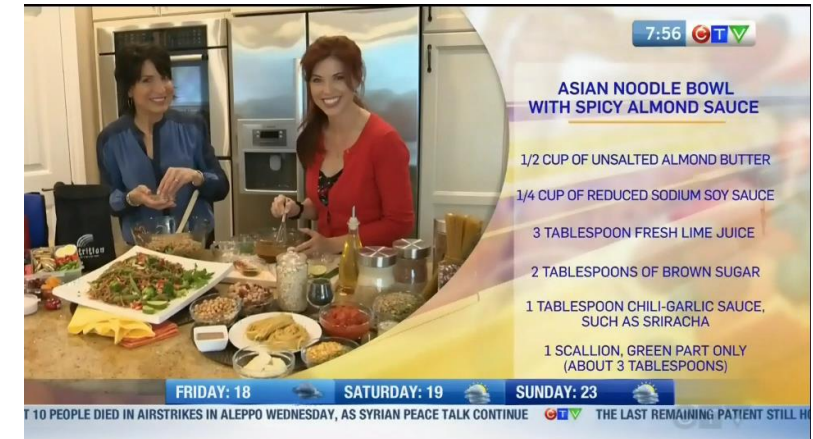 7:56 CTV
ASIAN NOODLE BOWL
WITH SPICY ALMOND SAUCE
1/2 CUP OF UNSALTED ALMOND BUTTER
1/4 CUP OF REDUCED SODIUM SOY SAUCE
3 TABLESPOON FRESH LIME JUICE
2 TABLESPOONS OF BROWN SUGAR
1 TABLESPOON CHILI-GARLIC SAUCE,
SUCH AS SRIRACHA
1 SCALLION, GREEN PART ONLY
(ABOUT 3 TABLESPOONS)
trition
FRIDAY: 18 SATURDAY: 19 SUNDAY: 23
T 10 PEOPLE DIED IN AIRSTRIKES IN ALEPPO WEDNESDAY, AS SYRIAN PEACE TALK CONTINUE CTV THE LAST REMAINING PATIENT STILL H
CTV